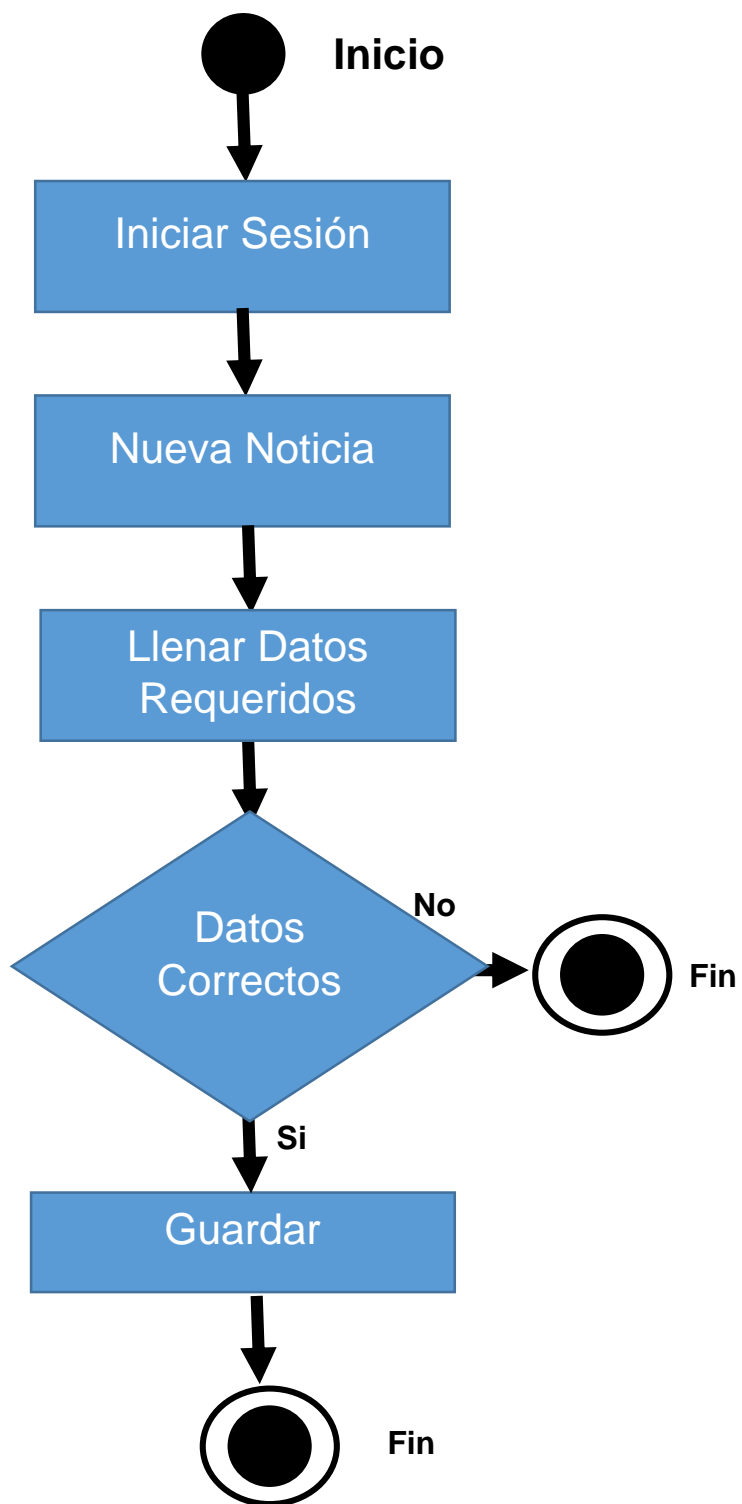 Inicio
Iniciar Sesión
Nueva Noticia
Llenar Datos
Requeridos
No
Datos
Correctos
Fin
Si
Guardar
Fin